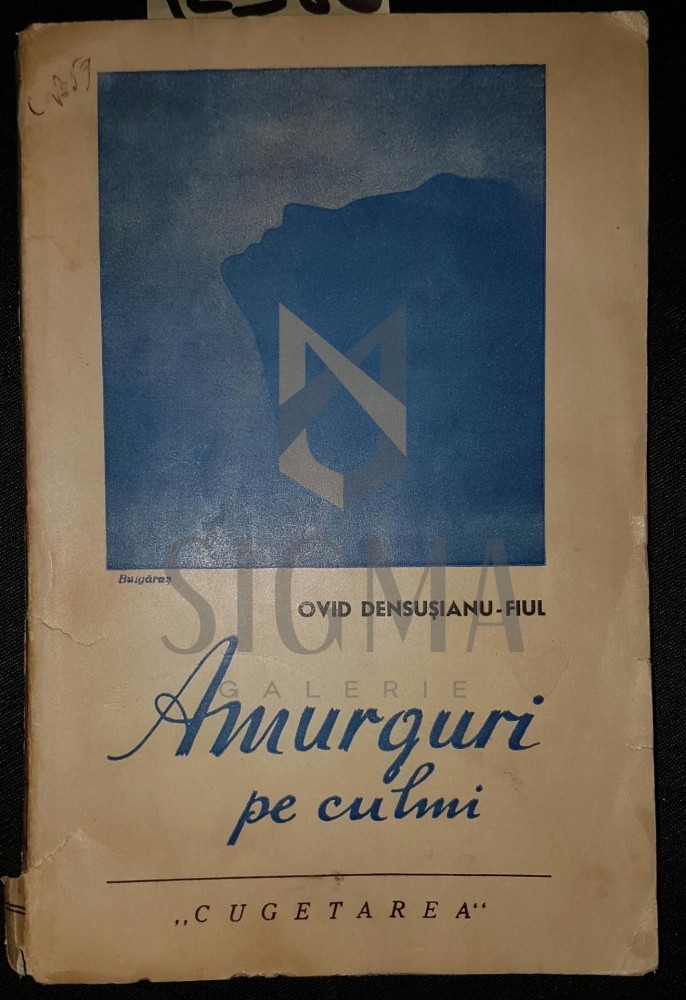 Bulgăraș
OVID DENSUȘIANU-FIUL
SIGMA
GALERIE
Amurguri
pe culmi
„CUGETAREA“